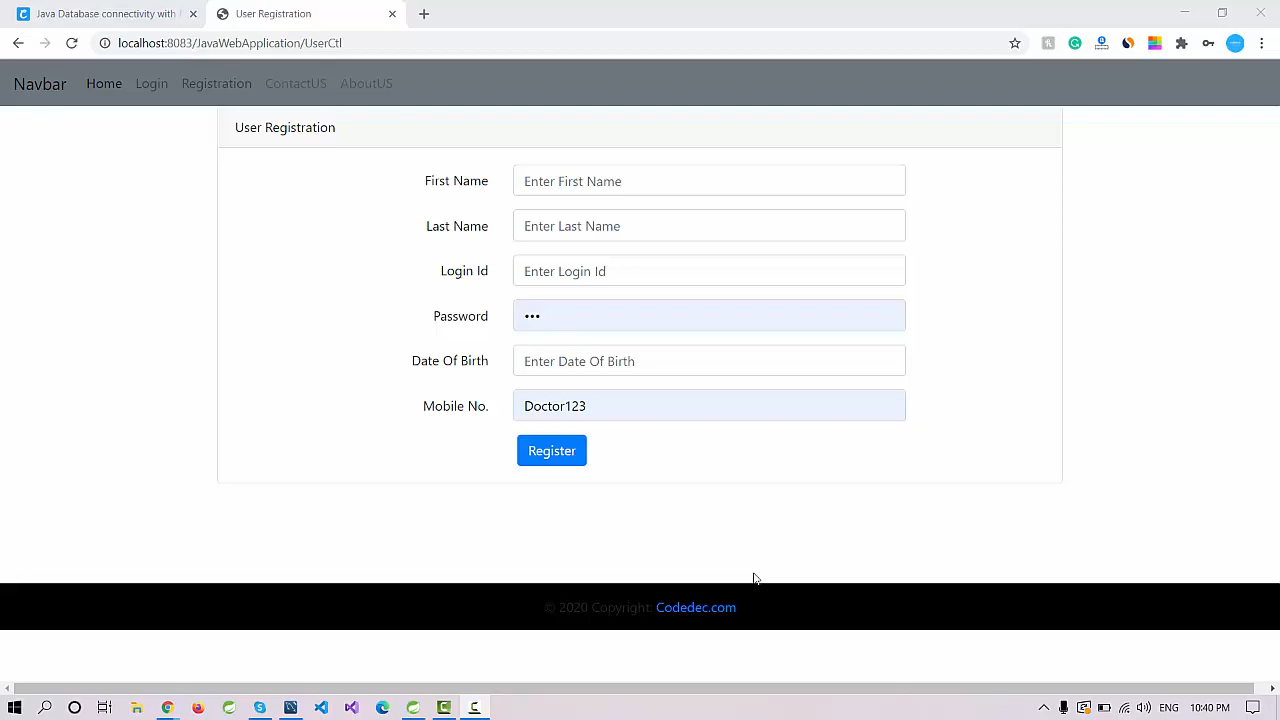 Java Database connectivity with
User Registration
localhost:8083/JavaWebApplication/UserCtl
Navbar Home Login Registration ContactUS AboutUS
User Registration
First Name Enter First Name
Last Name Enter Last Name
Login Id Enter Login Id
Password •••
Date Of Birth Enter Date Of Birth
Mobile No. Doctor123
Register
© 2020 Copyright: Codedec.com
ENG 10:40 PM